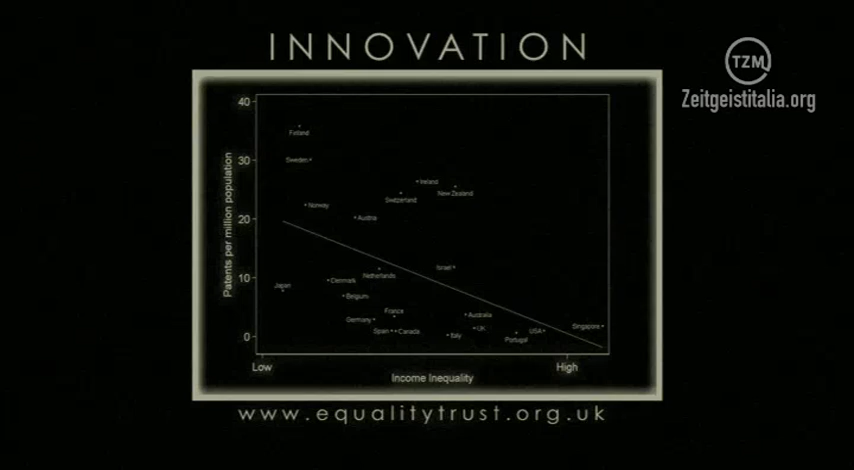 INNOVATION
TZM
Zeitgeistitalia.org
Patents per million population
40
30
20
10
0
Finland
Sweden
Ireland
Switzerland
New Zealand
Norway
Austria
Israel
Netherlands
Denmark
Japan
Belgium
France
Australia
Germany
UK
Singapore
Spain
Canada
Italy
USA
Portugal
Low
High
Income Inequality
www.equalitytrust.org.uk